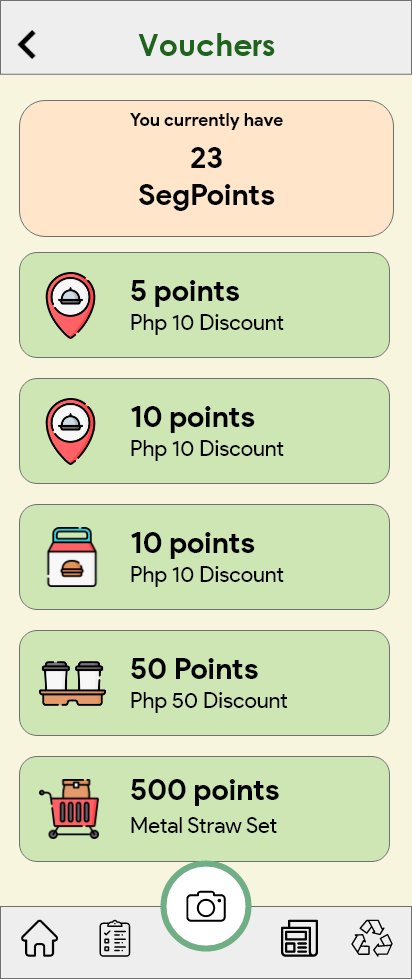 Vouchers
You currently have
23
SegPoints
5 points
Php 10 Discount
10 points
Php 10 Discount
10 points
Php 10 Discount
50 Points
Php 50 Discount
500 points
Metal Straw Set